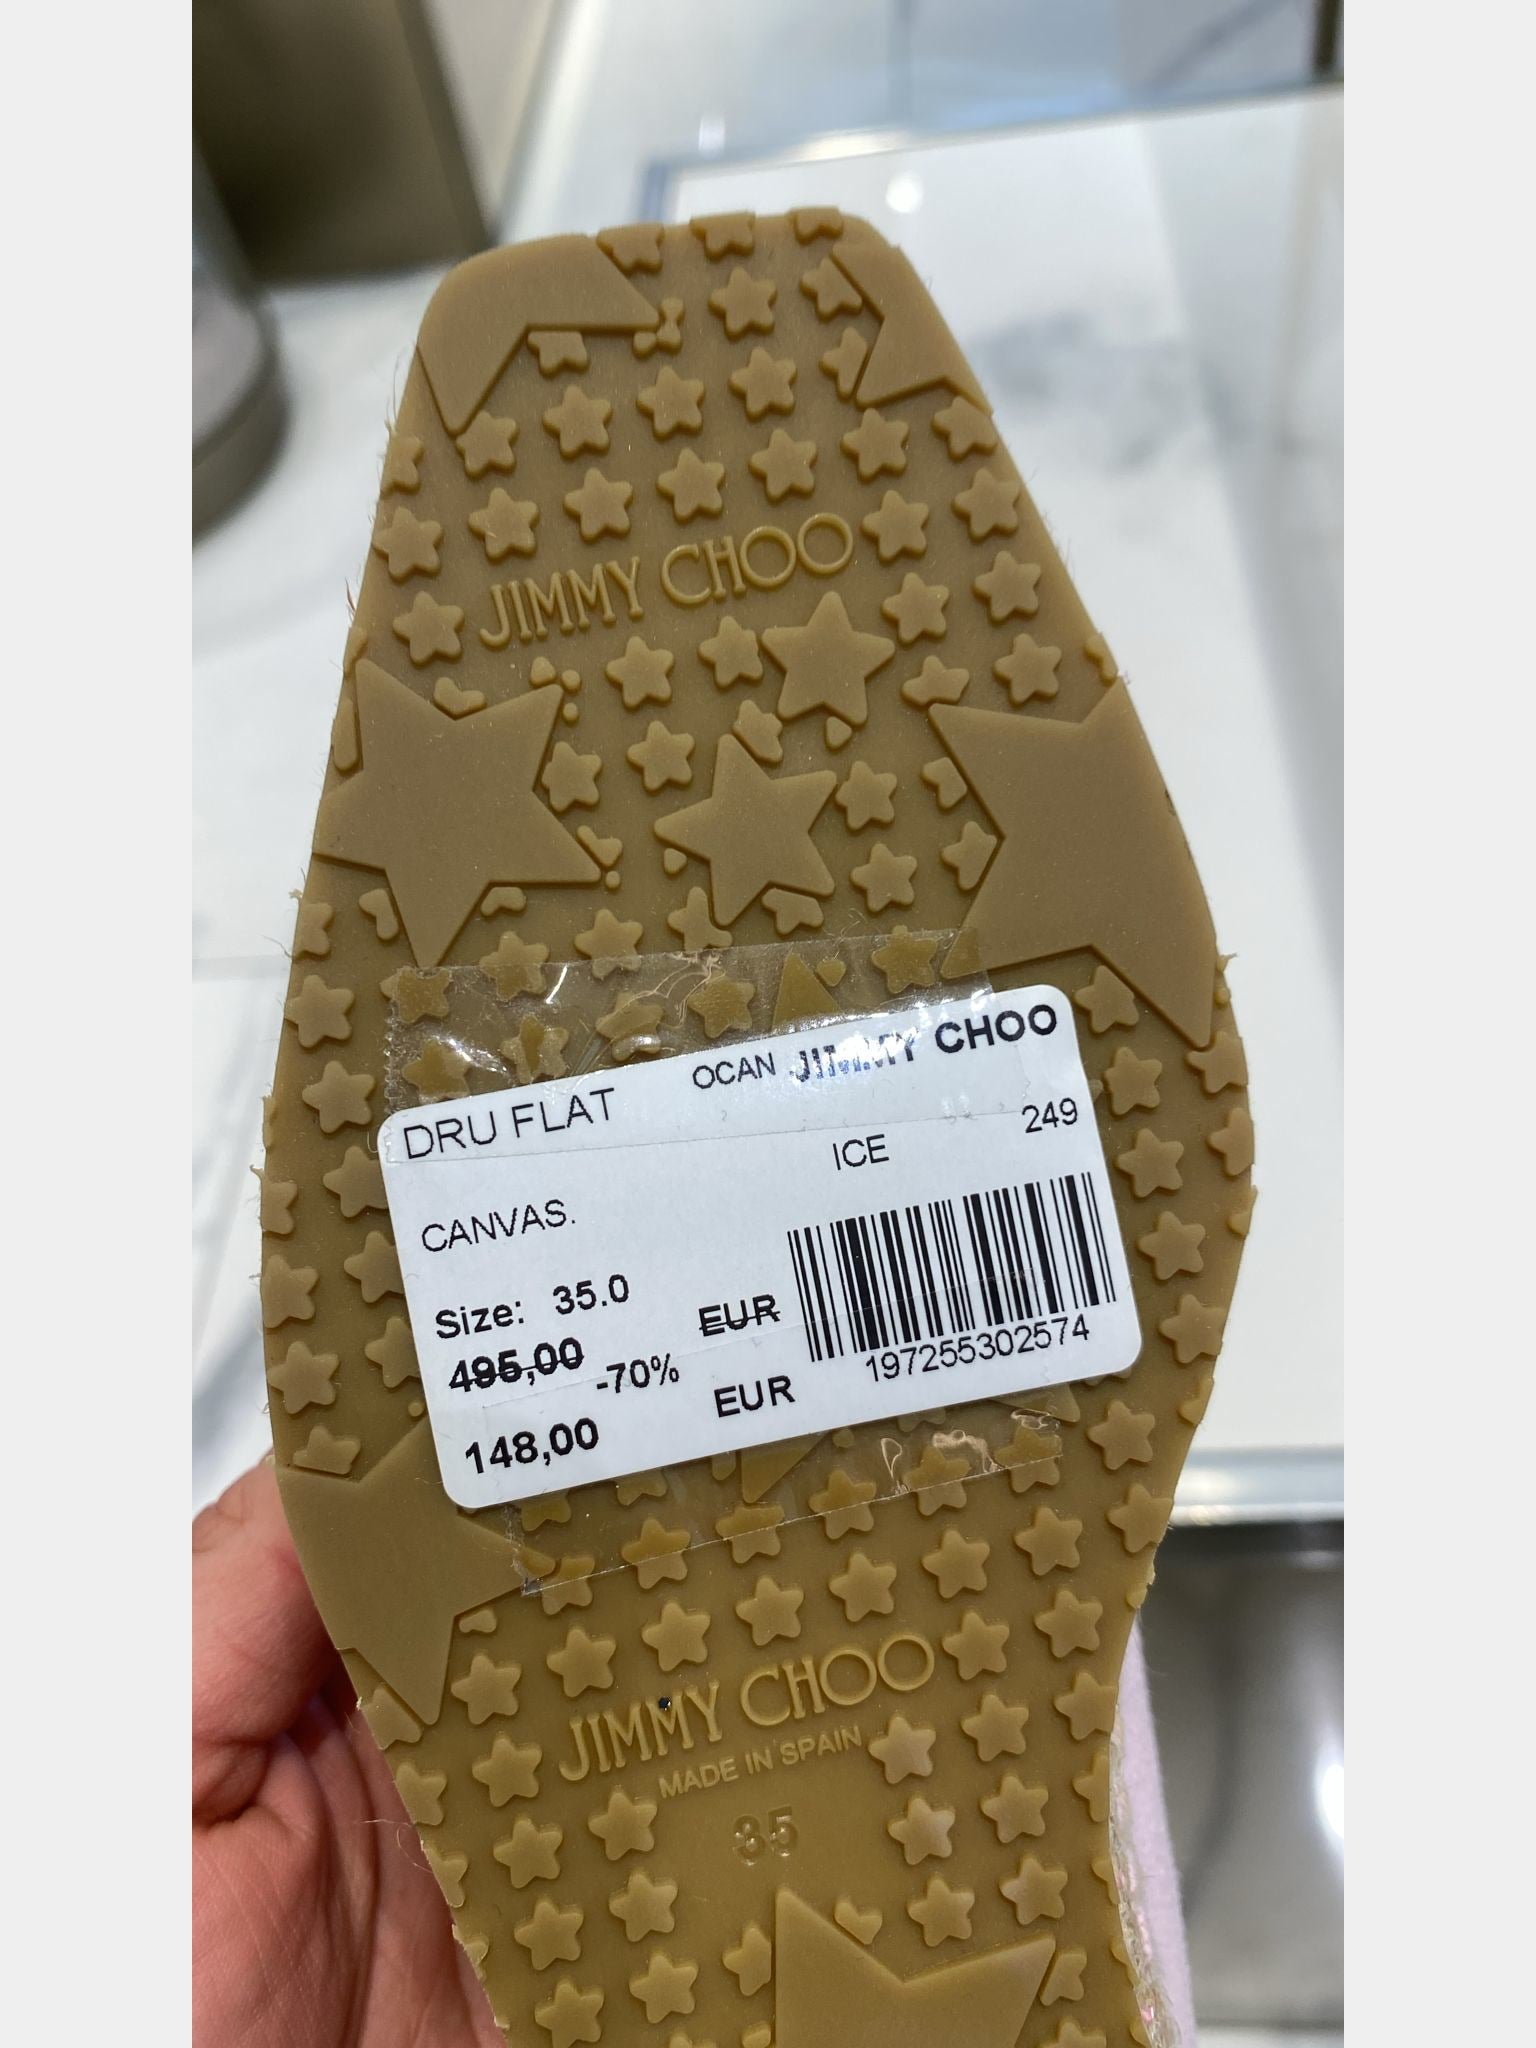 JIMMY CHOO
DRU FLAT OCAN JIMMY CHOO
ICE 249
CANVAS.
Size: 35.0
495,00 EUR
-70%
148,00 EUR
197255302574
JIMMY CHOO
MADE IN SPAIN
35